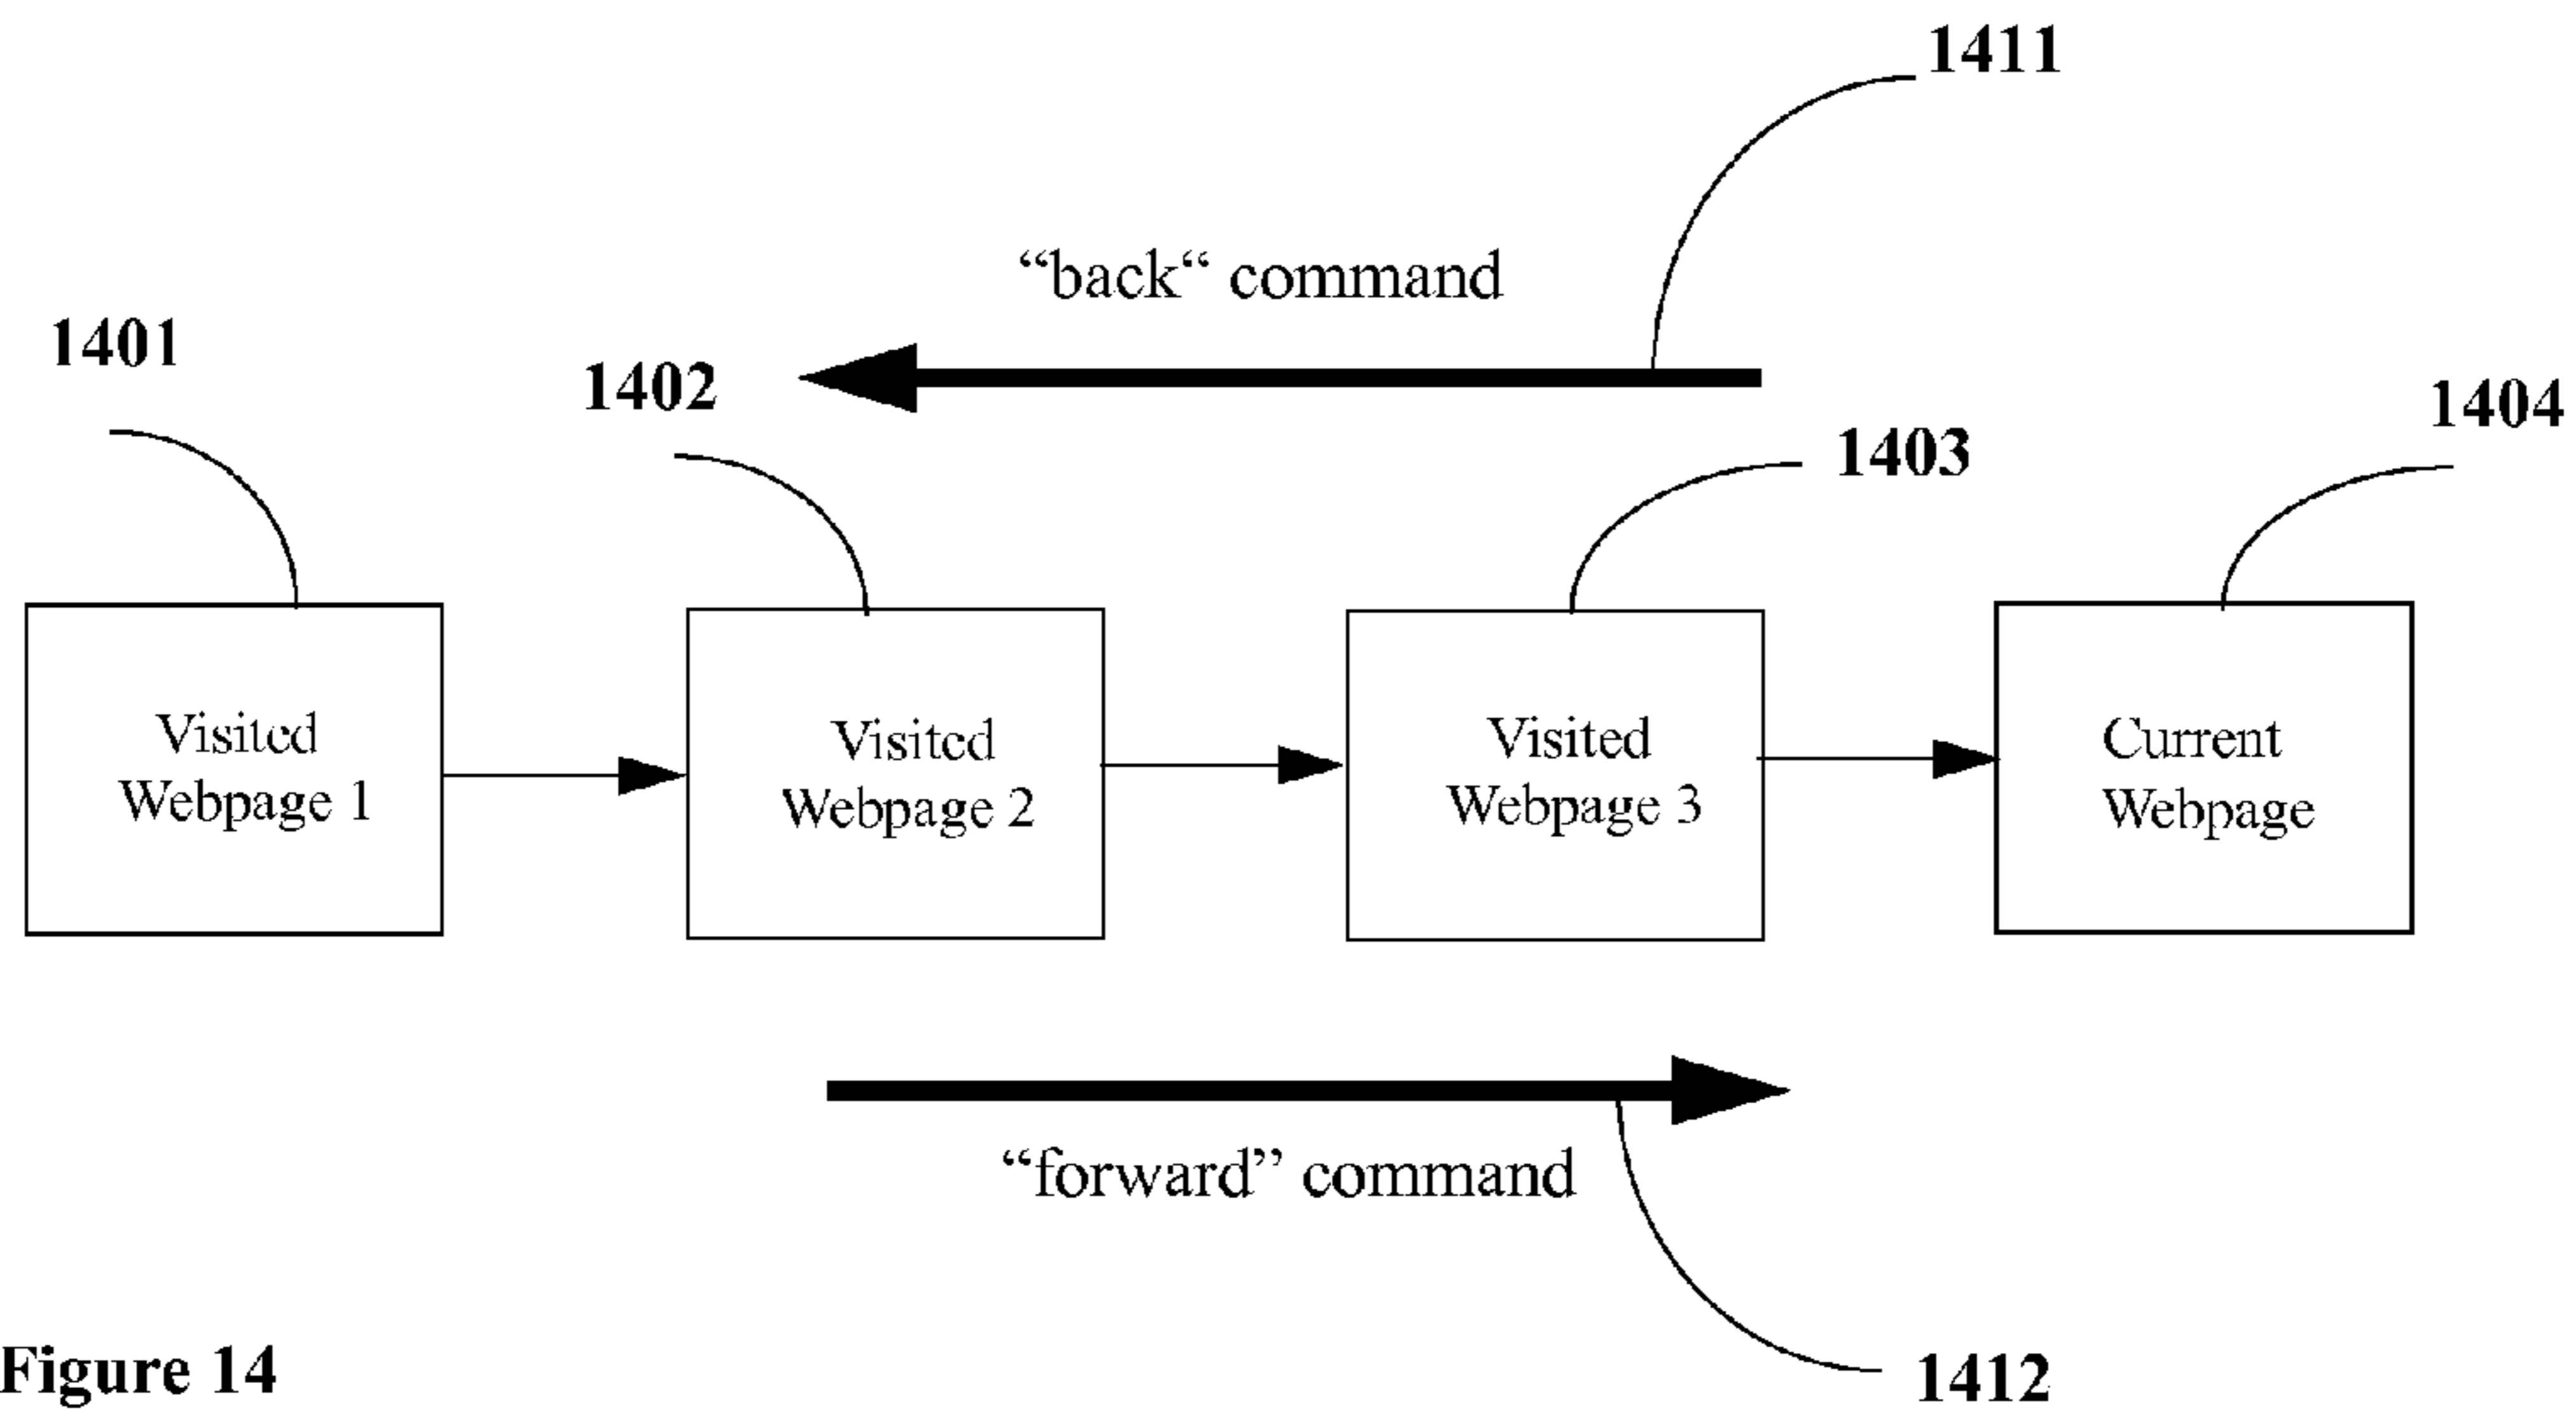 1411
“back“ command
1401
1402
1404
1403
Visited
Webpage 1
Visited
Webpage 2
Visited
Webpage 3
Current
Webpage
“forward” command
Figure 14
1412